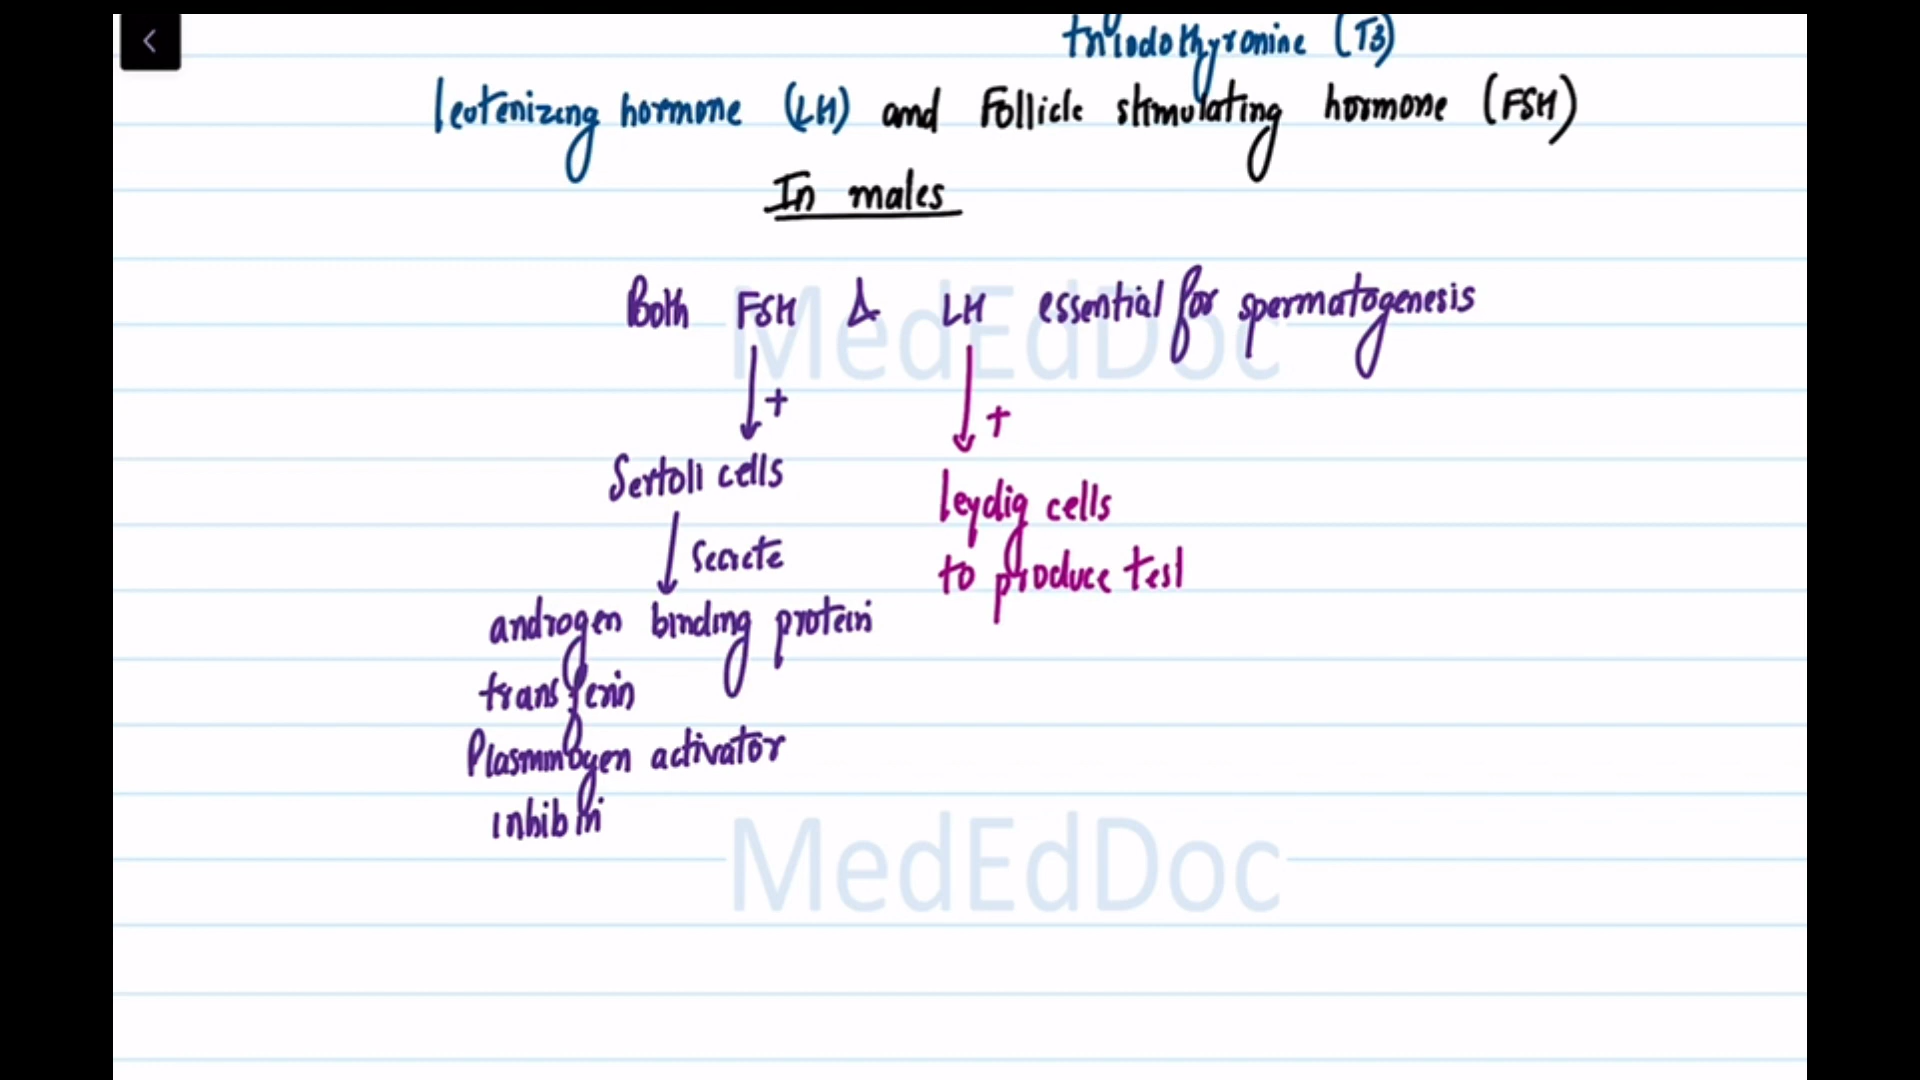 triiodothyronine (T3)
leutenizing hormone (LH) and Follicle stimulating hormone (FSH)
In males
Both FSH & LH essential for spermatogenesis
+ +
Sertoli cells
leydig cells
secrete
to produce test
androgen binding protein
transferin
Plasminogen activator
inhibin
MedEdDoc
MedEdDoc